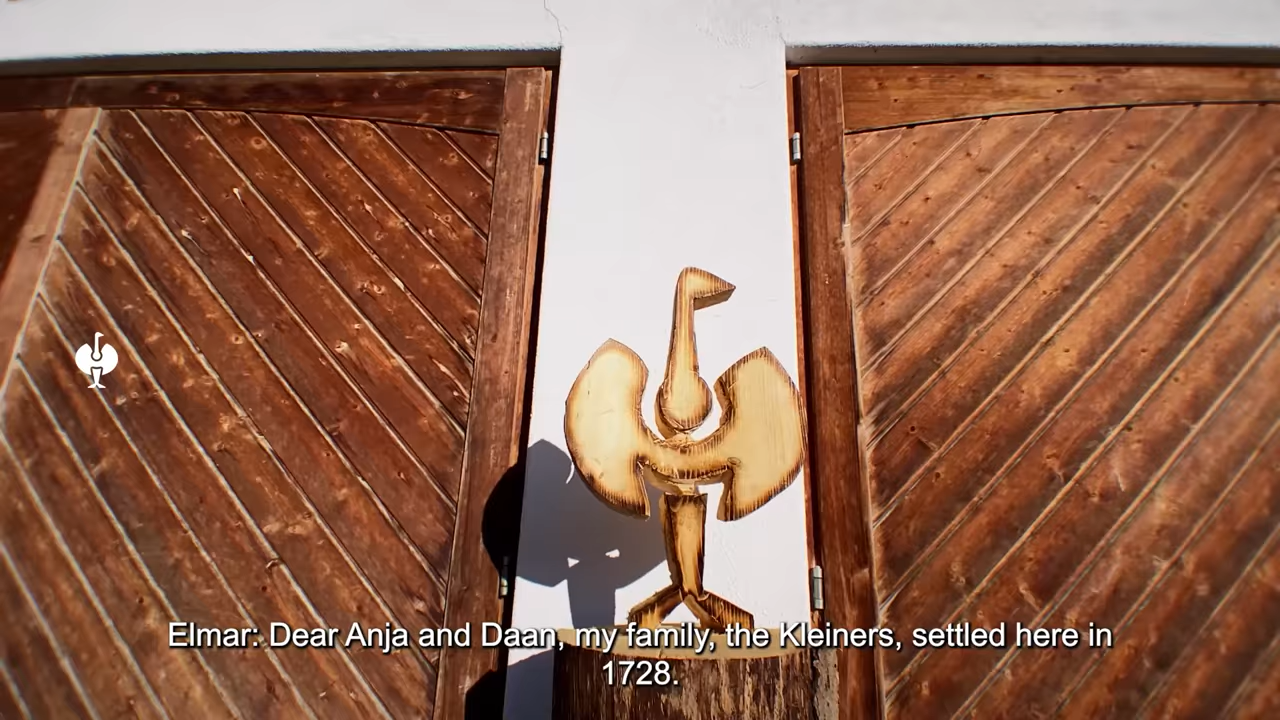 Elmar: Dear Anja and Daan, my family, the Kleiners, settled here in
1728.